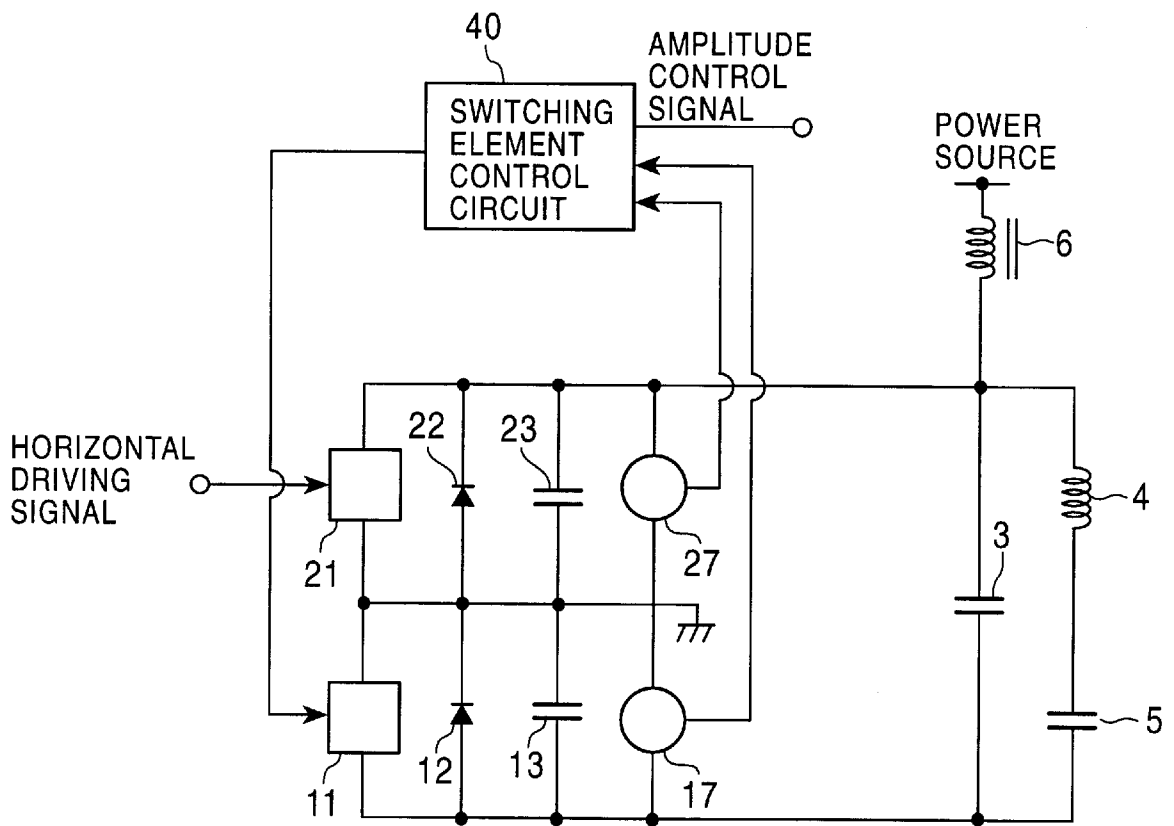 40
AMPLITUDE
CONTROL
SIGNAL
SWITCHING
ELEMENT
CONTROL
CIRCUIT
POWER
SOURCE
6
HORIZONTAL
DRIVING
SIGNAL
22
23
4
21
27
3
5
11
12
13
17